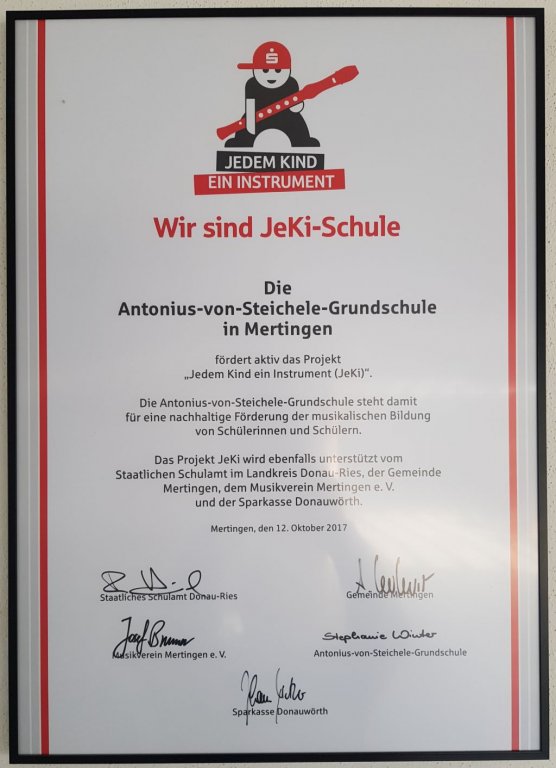 JEDEM KIND
EIN INSTRUMENT
Wir sind JeKi-Schule
Die
Antonius-von-Steichele-Grundschule
in Mertingen
fördert aktiv das Projekt
„Jedem Kind ein Instrument (JeKi)“.
Die Antonius-von-Steichele-Grundschule steht damit
für eine nachhaltige Förderung der musikalischen Bildung
von Schülerinnen und Schülern.
Das Projekt JeKi wird ebenfalls unterstützt vom
Staatlichen Schulamt im Landkreis Donau-Ries, der Gemeinde
Mertingen, dem Musikverein Mertingen e. V.
und der Sparkasse Donauwörth.
Mertingen, den 12. Oktober 2017
Staatliches Schulamt Donau-Ries
Gemeinde Mertingen
Josef
Musikverein Mertingen e. V.
Stephanie Winter
Antonius-von-Steichele-Grundschule
Sparkasse Donauwörth